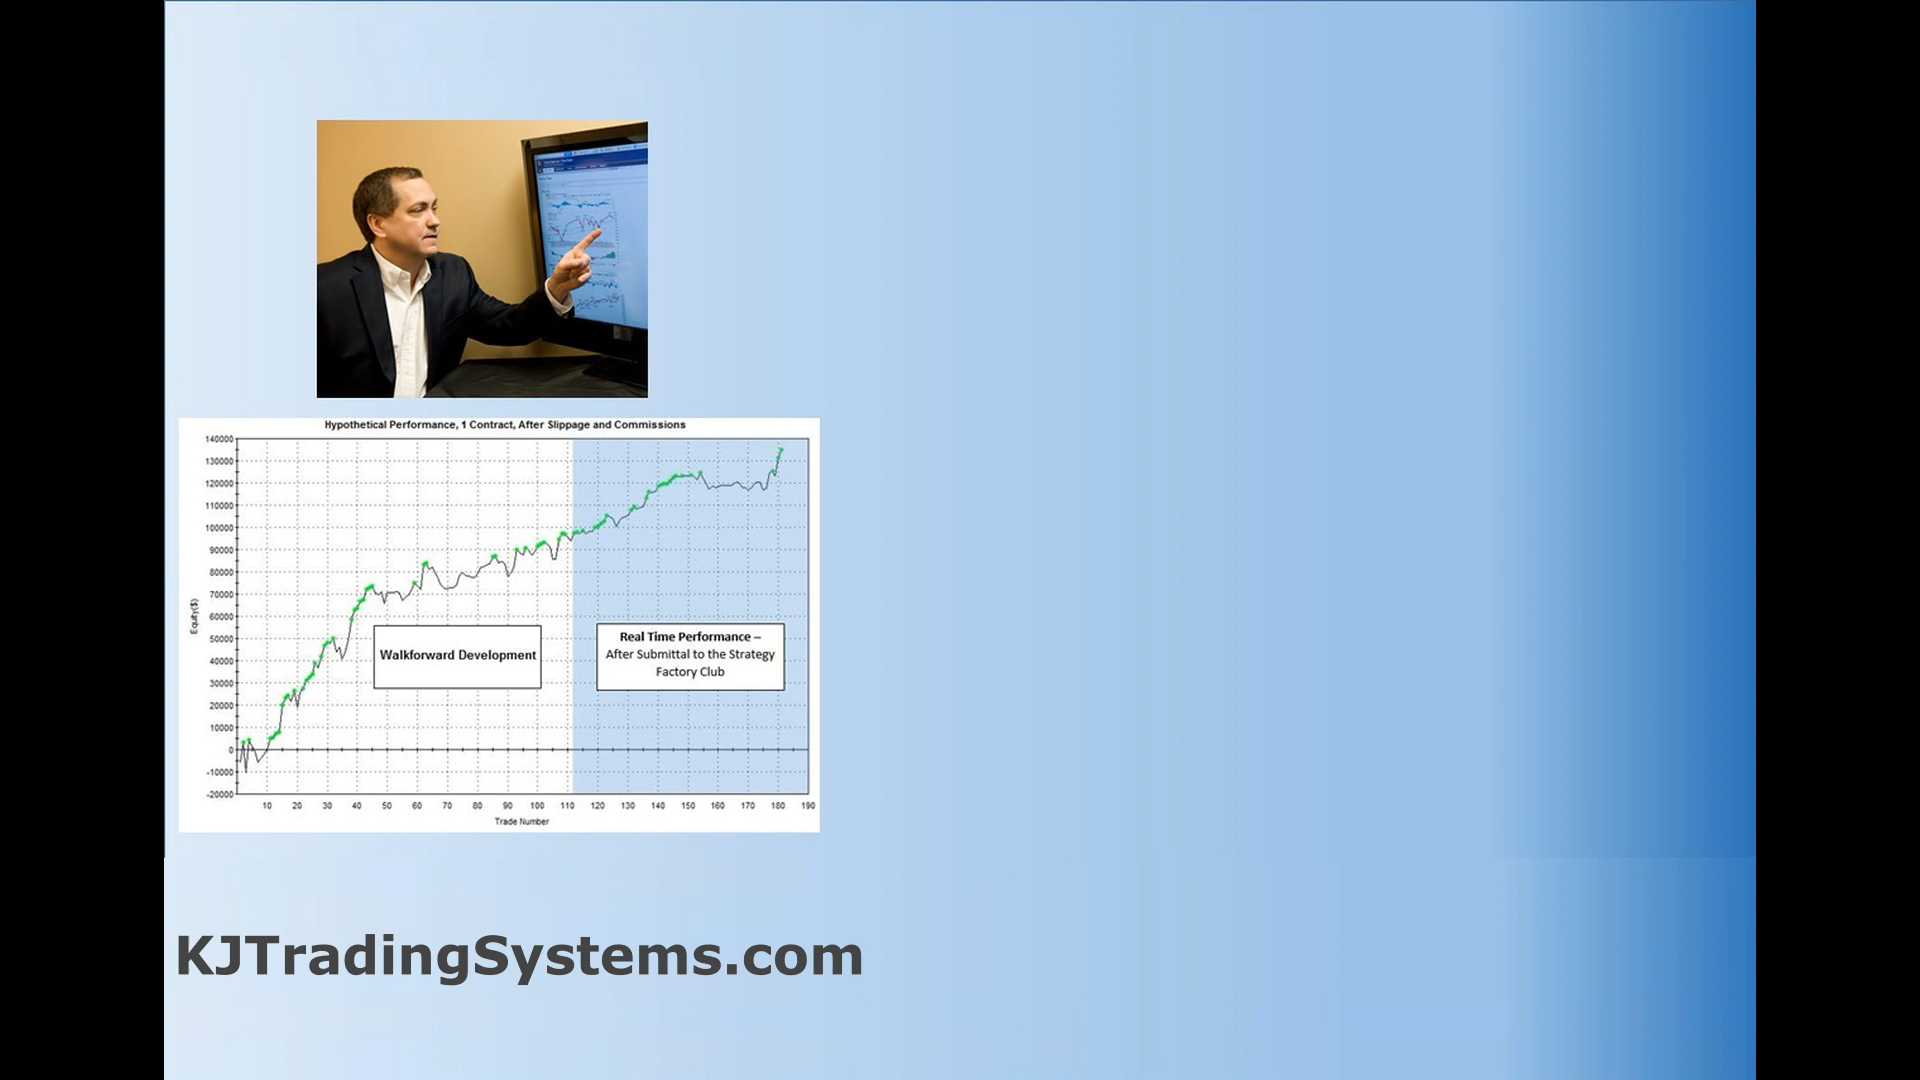 Hypothetical Performance, 1 Contract, After Slippage and Commissions
140000
130000
120000
110000
100000
90000
80000
70000
60000
50000
40000
30000
20000
10000
0
-10000
-20000
Equity($)
Walkforward Development
Real Time Performance –
After Submittal to the Strategy
Factory Club
10 20 30 40 50 60 70 80 90 100 110 120 130 140 150 160 170 180 190
Trade Number
KJTradingSystems.com